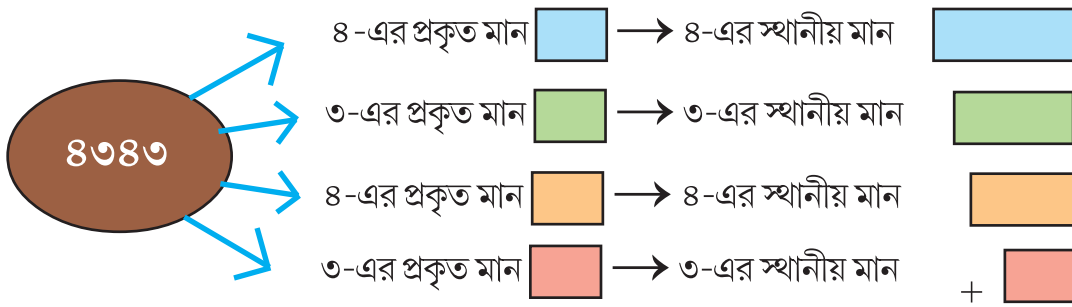 ৪-এর প্রকৃত মান → ৪-এর স্থানীয় মান
৩-এর প্রকৃত মান → ৩-এর স্থানীয় মান
৪৩৪৩
৪-এর প্রকৃত মান → ৪-এর স্থানীয় মান
৩-এর প্রকৃত মান → ৩-এর স্থানীয় মান
+